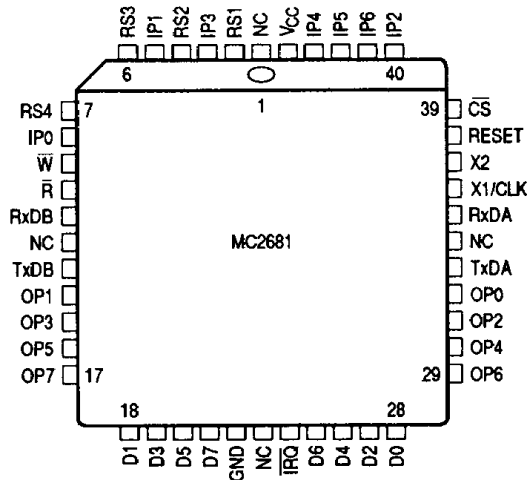 RS3 IP1 RS2 IP3 RS1 NC VCC IP4 IP5 IP6 IP2
6 1 40
RS4 7
IP0
W̅
R̅
RxDB
NC
TxDB
OP1
OP3
OP5
OP7 17
MC2681
39 C̅S̅
RESET
X2
X1/CLK
RxDA
NC
TxDA
OP0
OP2
OP4
29 OP6
18 28
D1 D3 D5 D7 GND NC I̅R̅Q̅ D6 D4 D2 D0